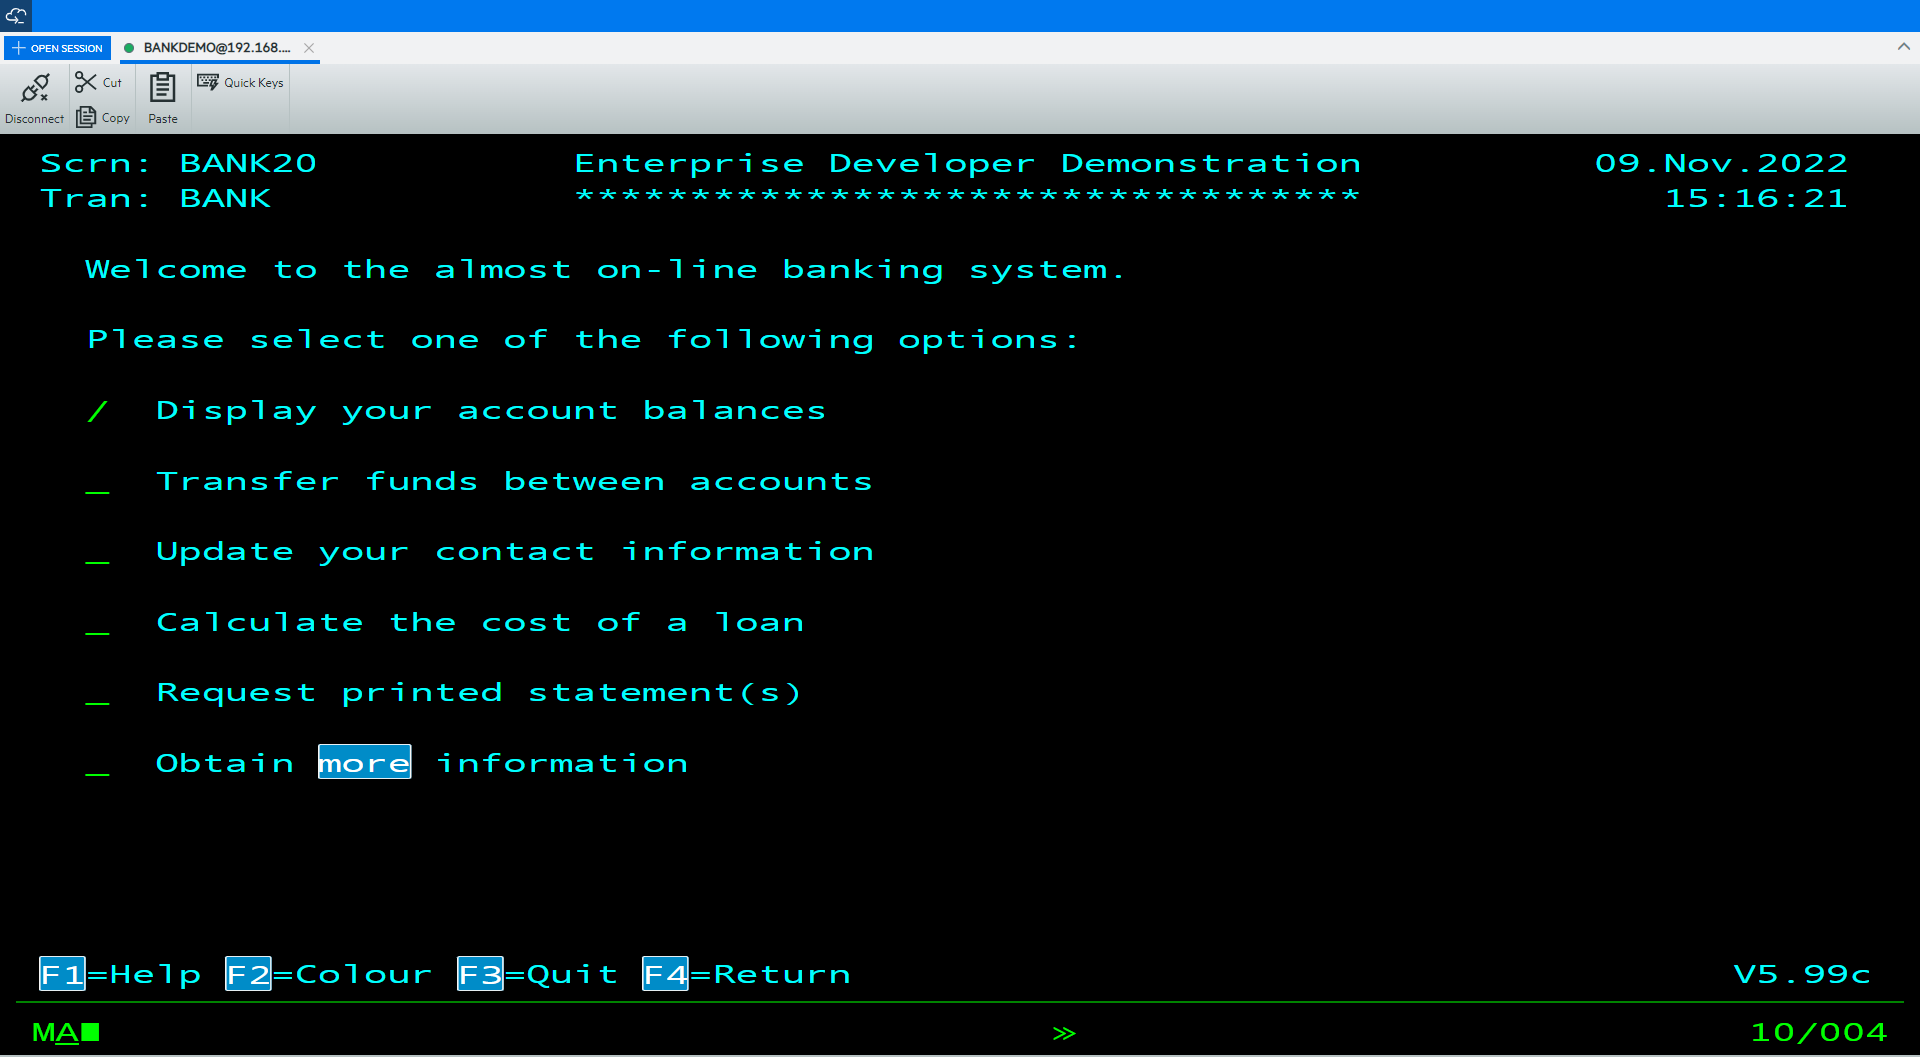 OPEN SESSION
BANKDEMO@192.168....
Disconnect
Cut
Copy
Paste
Quick Keys
Scrn: BANK20 Enterprise Developer Demonstration 09.Nov.2022
Tran: BANK ********************************** 15:16:21
Welcome to the almost on-line banking system.
Please select one of the following options:
/ Display your account balances
_ Transfer funds between accounts
_ Update your contact information
_ Calculate the cost of a loan
_ Request printed statement(s)
_ Obtain more information
F1=Help F2=Colour F3=Quit F4=Return V5.99c
MA■ >> 10/004